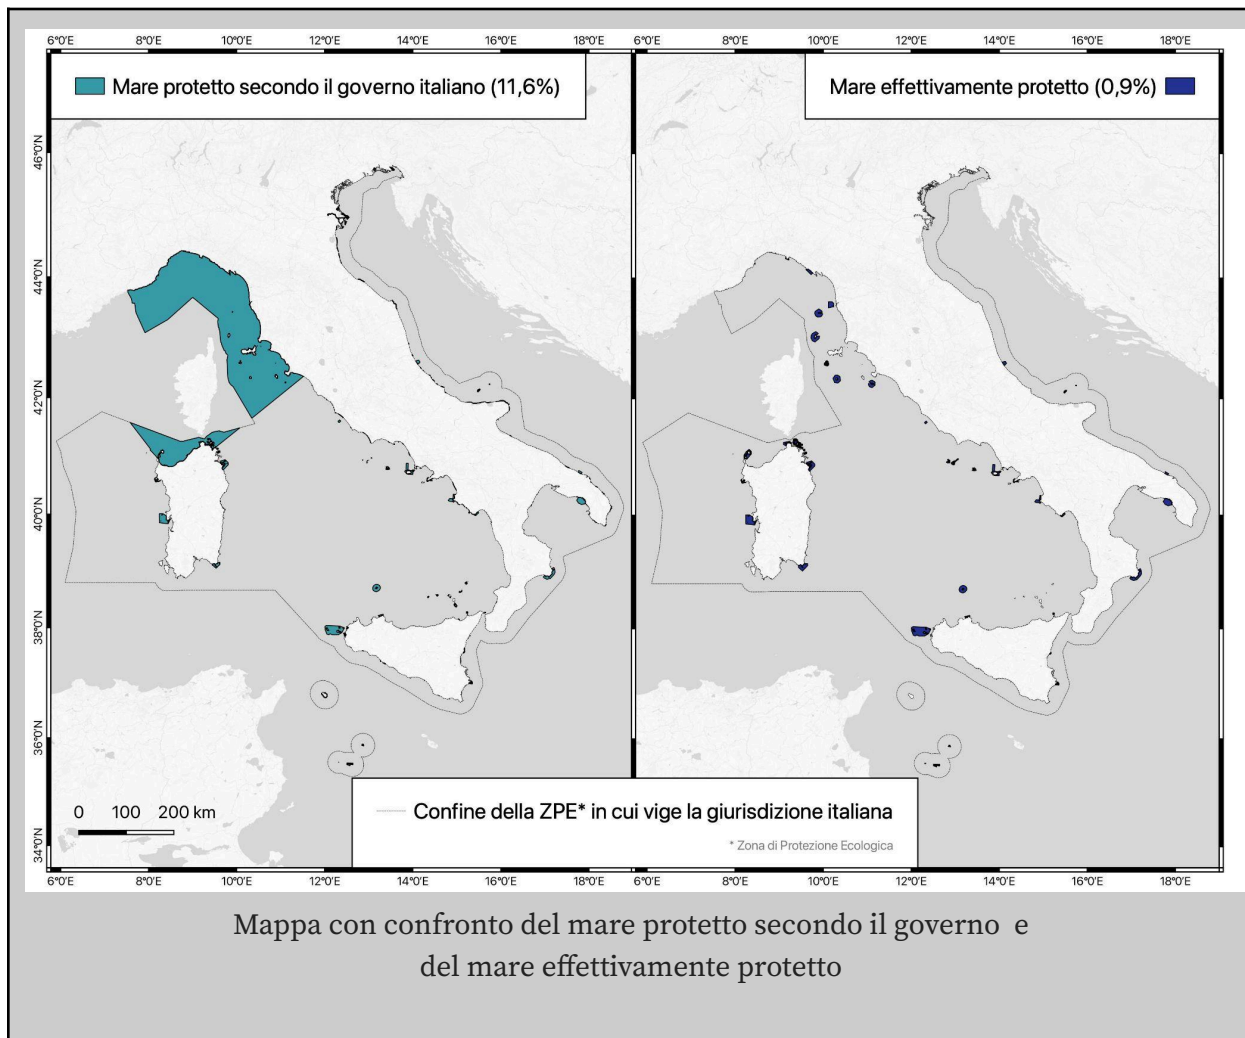 6°0'E 8°0'E 10°0'E 12°0'E 14°0'E 16°0'E 18°0'E
6°0'E 8°0'E 10°0'E 12°0'E 14°0'E 16°0'E 18°0'E
Mare protetto secondo il governo italiano (11,6%)
Mare effettivamente protetto (0,9%)
46°0'N
44°0'N
42°0'N
40°0'N
38°0'N
36°0'N
34°0'N
0 100 200 km
Confine della ZPE* in cui vige la giurisdizione italiana
* Zona di Protezione Ecologica
6°0'E 8°0'E 10°0'E 12°0'E 14°0'E 16°0'E 18°0'E
6°0'E 8°0'E 10°0'E 12°0'E 14°0'E 16°0'E 18°0'E
Mappa con confronto del mare protetto secondo il governo e
del mare effettivamente protetto